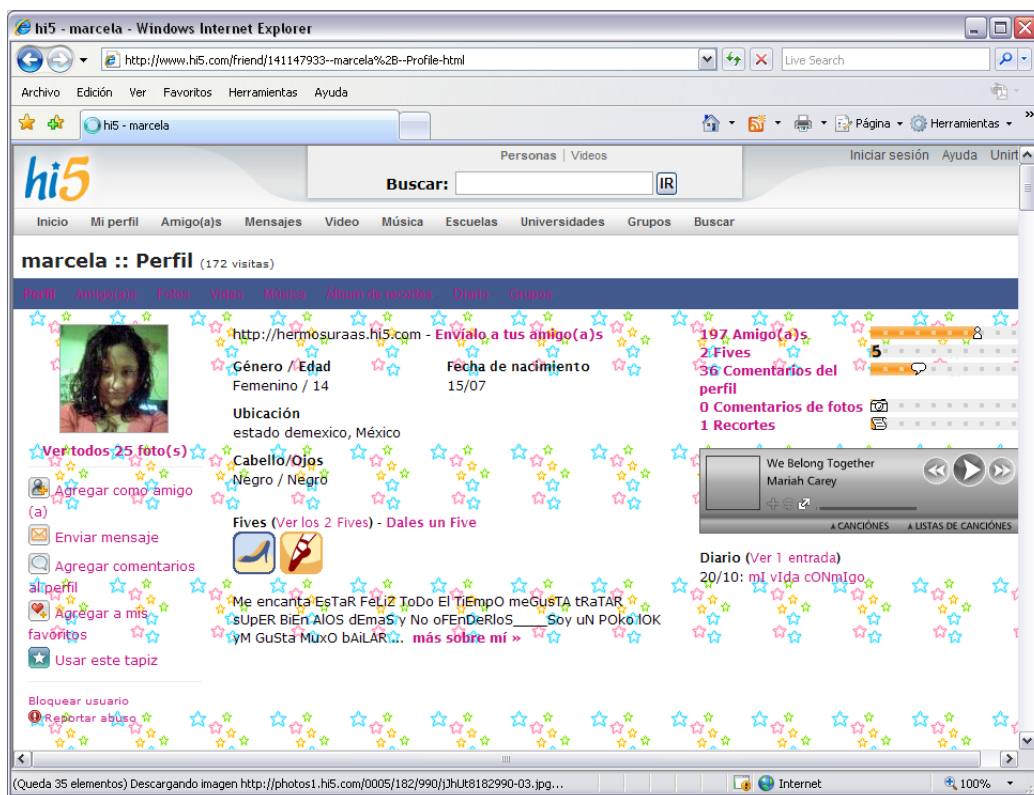 hi5 - marcela - Windows Internet Explorer
http://www.hi5.com/friend/141147933--marcela%2B--Profile-html
Live Search
Archivo Edición Ver Favoritos Herramientas Ayuda
hi5 - marcela
Página Herramientas »
hi5
Personas | Videos
Iniciar sesión Ayuda Unirt
Buscar: IR
Inicio Mi perfil Amigo(a)s Mensajes Video Música Escuelas Universidades Grupos Buscar
marcela :: Perfil (172 visitas)
Perfil Amigo(a)s Fotos Video Música Álbum de recortes Diario Grupos
http://hermosuraas.hi5.com - Envíalo a tus amigo(a)s
Género / Edad
Femenino / 14
Fecha de nacimiento
15/07
Ubicación
estado demexico, México
Cabello/Ojos
Negro / Negro
Fives (Ver los 2 Fives) - Dales un Five
Me encanta EsTaR FeLiZ ToDo El TiEmpO meGusTA tRaTAR
sUpER BiEn AlOS dEmaS y No oFEnDeRloS_____Soy uN POko lOK
yM GuSta MuxO bAiLAR... más sobre mí »
Ver todos 25 foto(s)
Agregar como amigo
(a)
Enviar mensaje
Agregar comentarios
al perfil
Agregar a mis
favoritos
Usar este tapiz
Bloquear usuario
Reportar abuso
197 Amigo(a)s
2 Fives
5
36 Comentarios del
perfil
0 Comentarios de fotos
1 Recortes
We Belong Together
Mariah Carey
CANCIÓNES LISTAS DE CANCIÓNES
Diario (Ver 1 entrada)
20/10: mI vIda cONmIgo
(Queda 35 elementos) Descargando imagen http://photos1.hi5.com/0005/182/990/jJhUt8182990-03.jpg...
Internet
100%